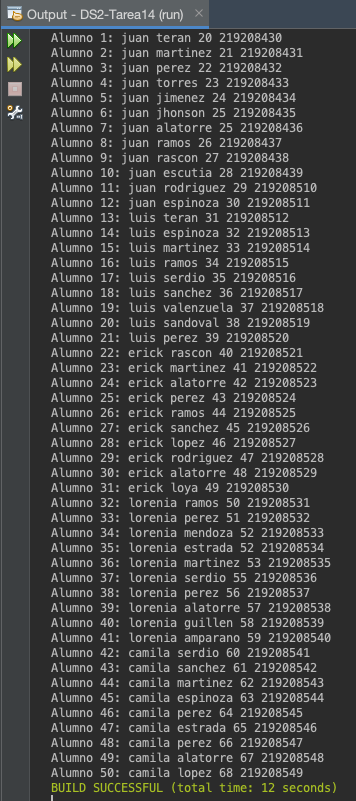 Output - DS2-Tarea14 (run)
Alumno 1: juan teran 20 219208430
Alumno 2: juan martinez 21 219208431
Alumno 3: juan perez 22 219208432
Alumno 4: juan torres 23 219208433
Alumno 5: juan jimenez 24 219208434
Alumno 6: juan jhonson 25 219208435
Alumno 7: juan alatorre 25 219208436
Alumno 8: juan ramos 26 219208437
Alumno 9: juan rascon 27 219208438
Alumno 10: juan escutia 28 219208439
Alumno 11: juan rodriguez 29 219208510
Alumno 12: juan espinoza 30 219208511
Alumno 13: luis teran 31 219208512
Alumno 14: luis espinoza 32 219208513
Alumno 15: luis martinez 33 219208514
Alumno 16: luis ramos 34 219208515
Alumno 17: luis serdio 35 219208516
Alumno 18: luis sanchez 36 219208517
Alumno 19: luis valenzuela 37 219208518
Alumno 20: luis sandoval 38 219208519
Alumno 21: luis perez 39 219208520
Alumno 22: erick rascon 40 219208521
Alumno 23: erick martinez 41 219208522
Alumno 24: erick alatorre 42 219208523
Alumno 25: erick perez 43 219208524
Alumno 26: erick ramos 44 219208525
Alumno 27: erick sanchez 45 219208526
Alumno 28: erick lopez 46 219208527
Alumno 29: erick rodriguez 47 219208528
Alumno 30: erick alatorre 48 219208529
Alumno 31: erick loya 49 219208530
Alumno 32: lorenia ramos 50 219208531
Alumno 33: lorenia perez 51 219208532
Alumno 34: lorenia mendoza 52 219208533
Alumno 35: lorenia estrada 52 219208534
Alumno 36: lorenia martinez 53 219208535
Alumno 37: lorenia serdio 55 219208536
Alumno 38: lorenia perez 56 219208537
Alumno 39: lorenia alatorre 57 219208538
Alumno 40: lorenia guillen 58 219208539
Alumno 41: lorenia amparano 59 219208540
Alumno 42: camila serdio 60 219208541
Alumno 43: camila sanchez 61 219208542
Alumno 44: camila martinez 62 219208543
Alumno 45: camila espinoza 63 219208544
Alumno 46: camila perez 64 219208545
Alumno 47: camila estrada 65 219208546
Alumno 48: camila perez 66 219208547
Alumno 49: camila alatorre 67 219208548
Alumno 50: camila lopez 68 219208549
BUILD SUCCESSFUL (total time: 12 seconds)